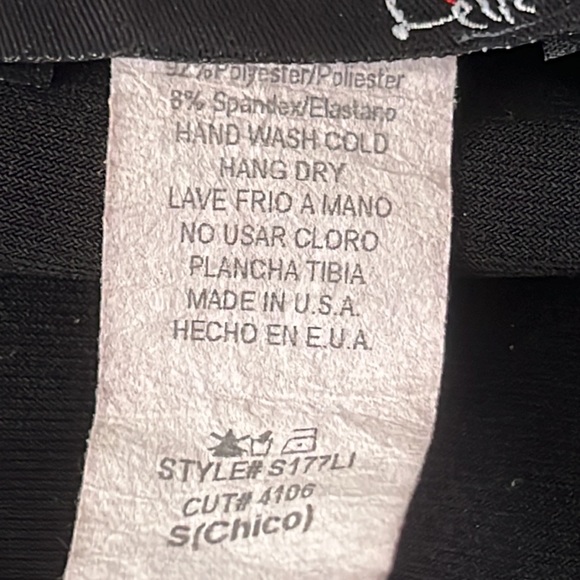 92%Polyester/Poliester
8% Spandex/Elastano
HAND WASH COLD
HANG DRY
LAVE FRIO A MANO
NO USAR CLORO
PLANCHA TIBIA
MADE IN U.S.A.
HECHO EN E.U.A.
STYLE# S177LI
CUT# 4106
S(Chico)